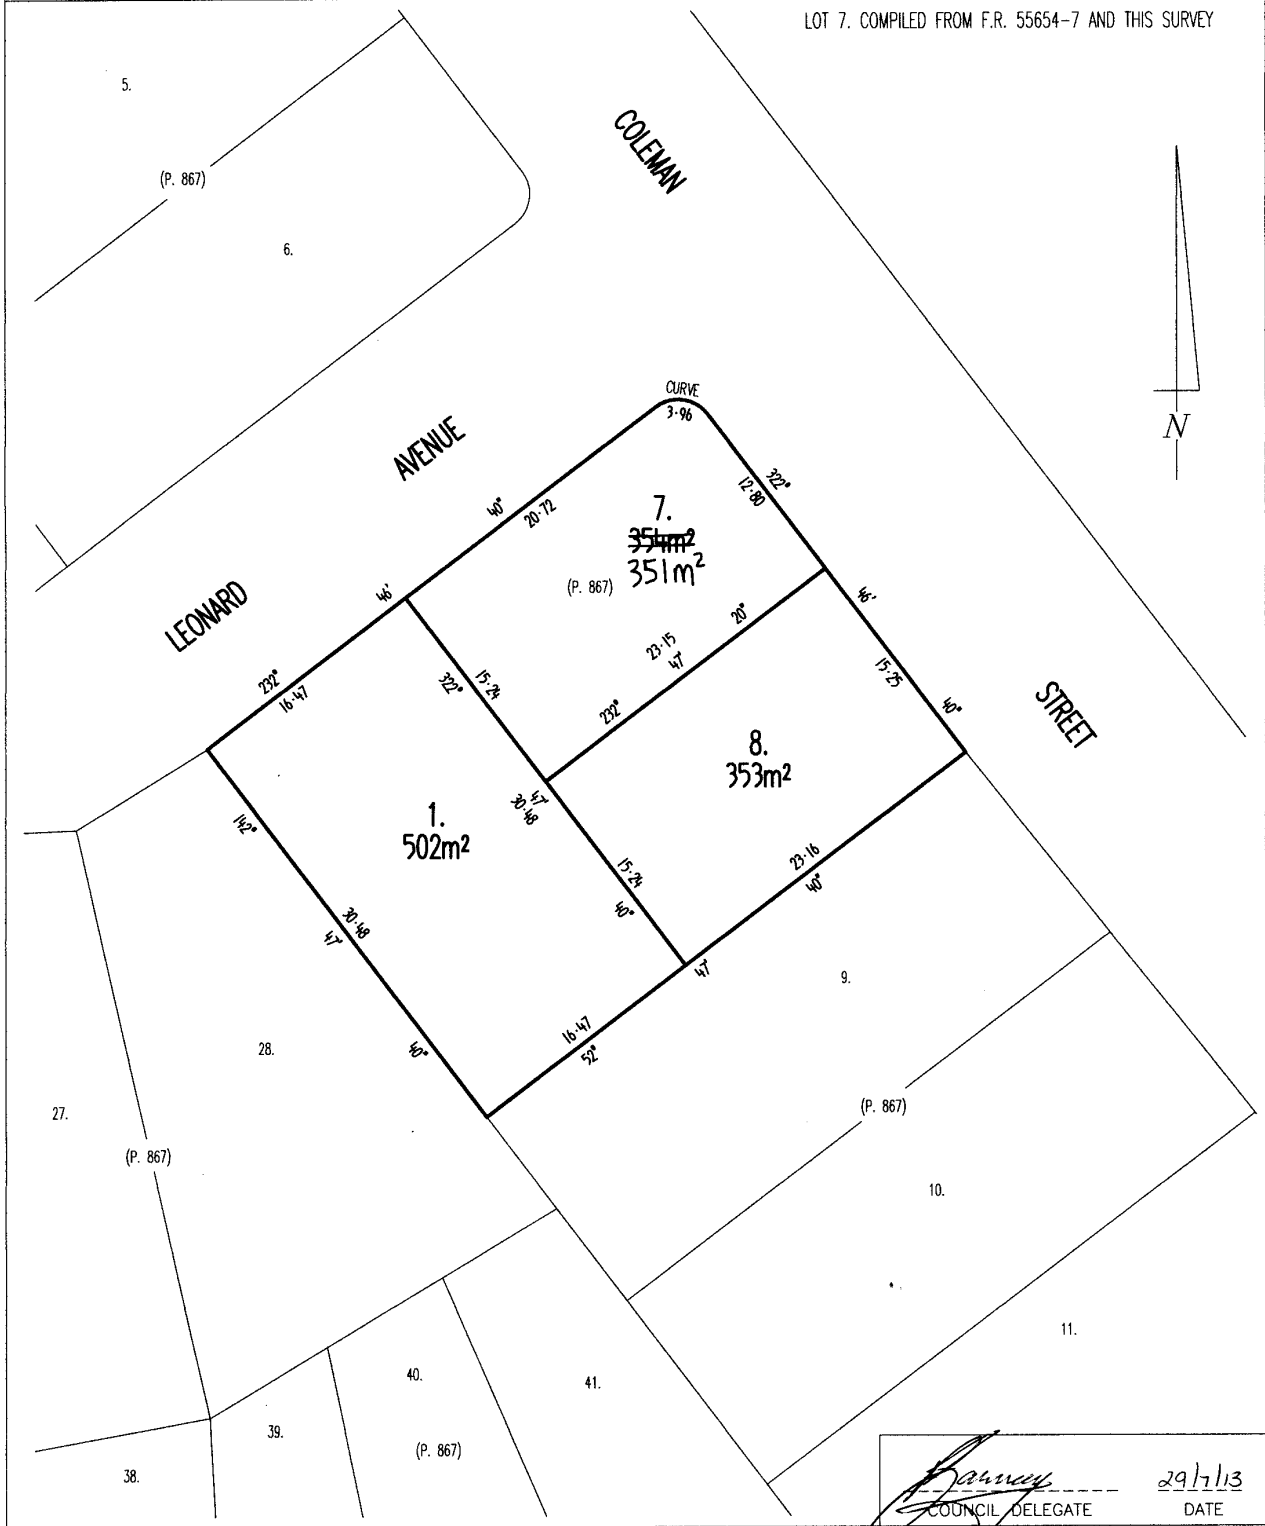 LOT 7. COMPILED FROM F.R. 55654-7 AND THIS SURVEY
5.
COLEMAN
(P. 867)
6.
N
CURVE
3·96
AVENUE
322°
12·80
40"
20·72
7.
354m²
351m²
(P. 867)
46'
LEONARD
46'
20"
23·15
47'
232°
16·47
322°
15·24
15·25
232°
40"
STREET
8.
353m²
47'
30·48
1.
502m²
142°
23·16
40"
15·24
40"
30·48
47'
47'
9.
16·47
52°
28.
40"
27.
(P. 867)
(P. 867)
10.
11.
40.
41.
39.
(P. 867)
38.
29/7/13
COUNCIL DELEGATE
DATE